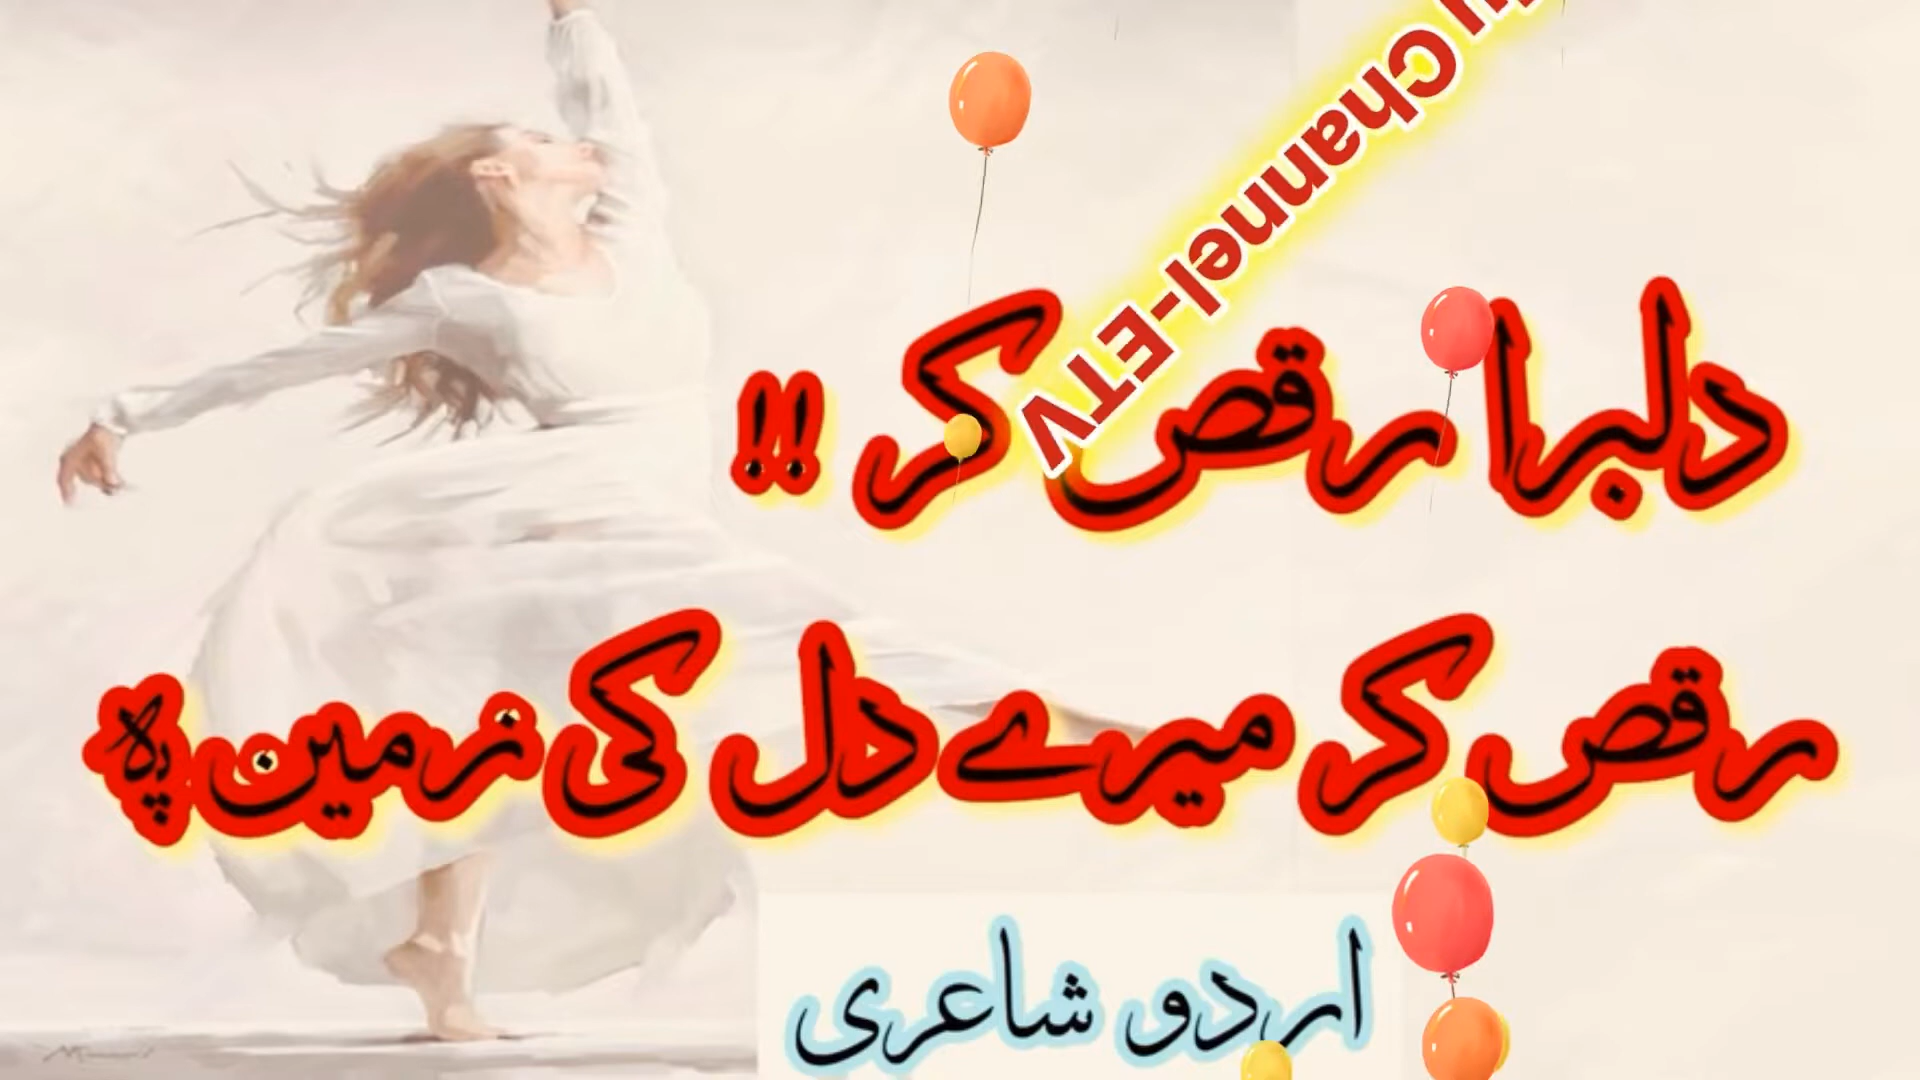 Channel-ETV
دلبرا رقص کر !!
رقص کر میرے دل کی زمین پہ
اردو شاعری